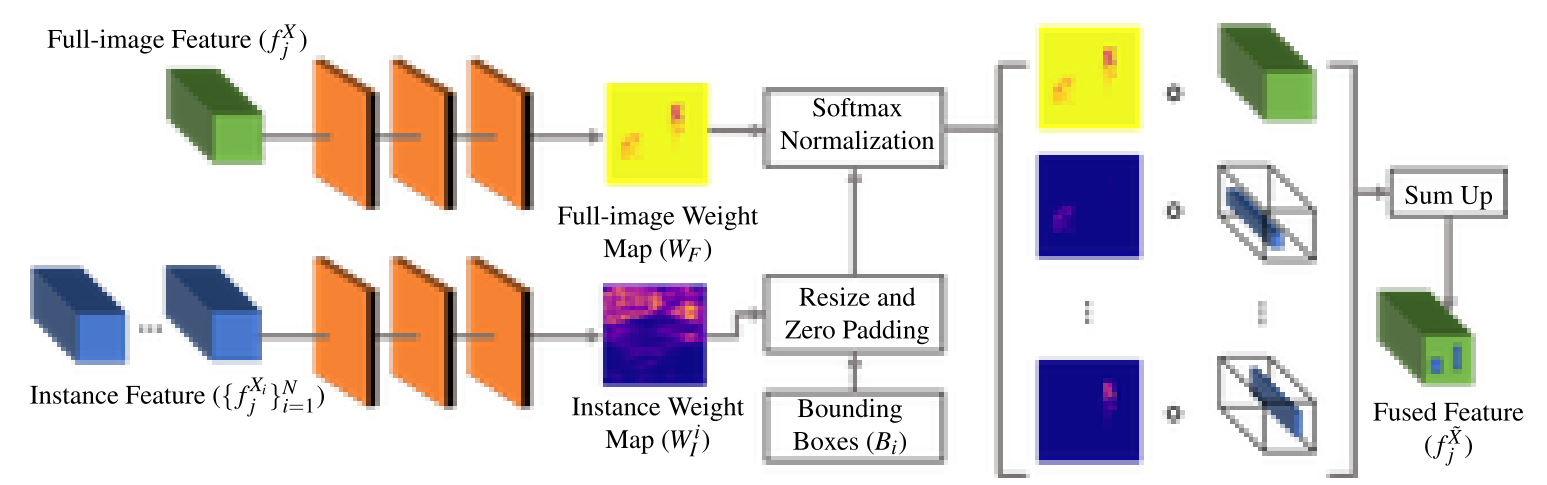 Full-image Feature (f_j^X)
Full-image Weight
Map (W_F)
Instance Feature ({f_j^{X_i}}_{i=1}^N)
...
Instance Weight
Map (W_I^i)
Softmax
Normalization
Resize and
Zero Padding
Bounding
Boxes (B_i)
Sum Up
Fused Feature
(f_j^{\tilde{X}})